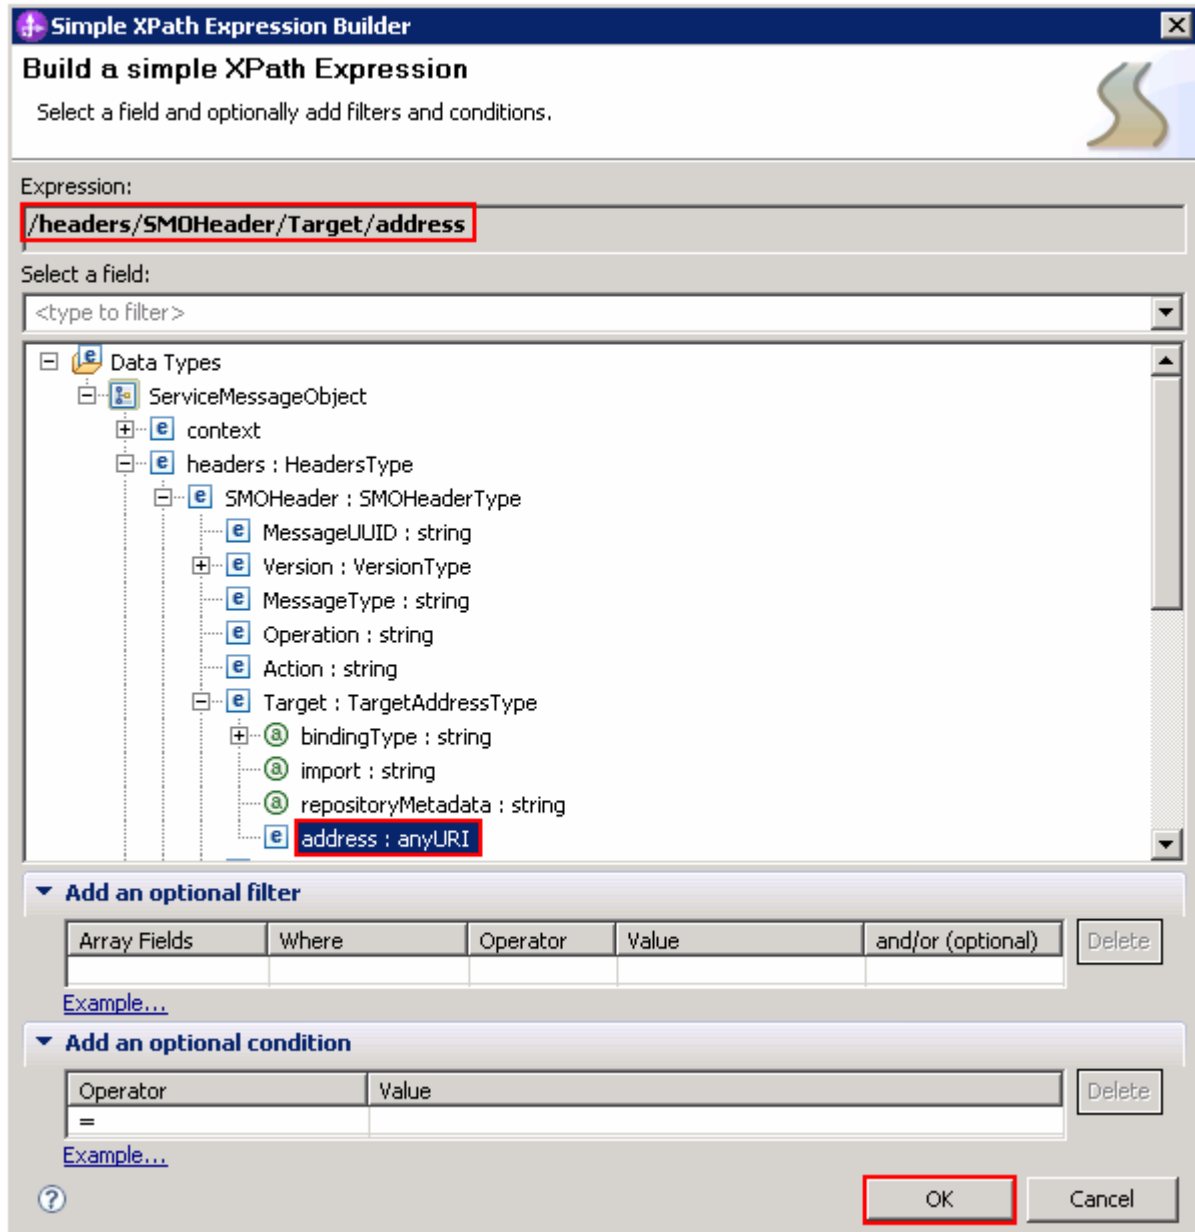 Simple XPath Expression Builder
Build a simple XPath Expression
Select a field and optionally add filters and conditions.
Expression:
/headers/SMOHeader/Target/address
Select a field:
<type to filter>
Data Types
ServiceMessageObject
context
headers : HeadersType
SMOHeader : SMOHeaderType
MessageUUID : string
Version : VersionType
MessageType : string
Operation : string
Action : string
Target : TargetAddressType
bindingType : string
import : string
repositoryMetadata : string
address : anyURI
Add an optional filter
Array Fields Where Operator Value and/or (optional) Delete
Example...
Add an optional condition
Operator Value Delete
=
Example...
OK Cancel